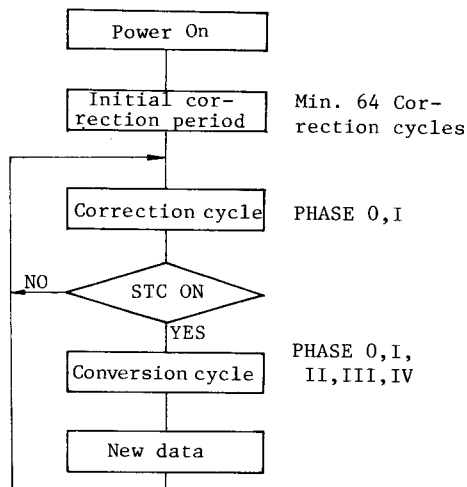 Power On
Initial cor-
rection period
Min. 64 Cor-
rection cycles
Correction cycle
PHASE 0,I
NO
STC ON
YES
Conversion cycle
PHASE 0,I,
II,III,IV
New data